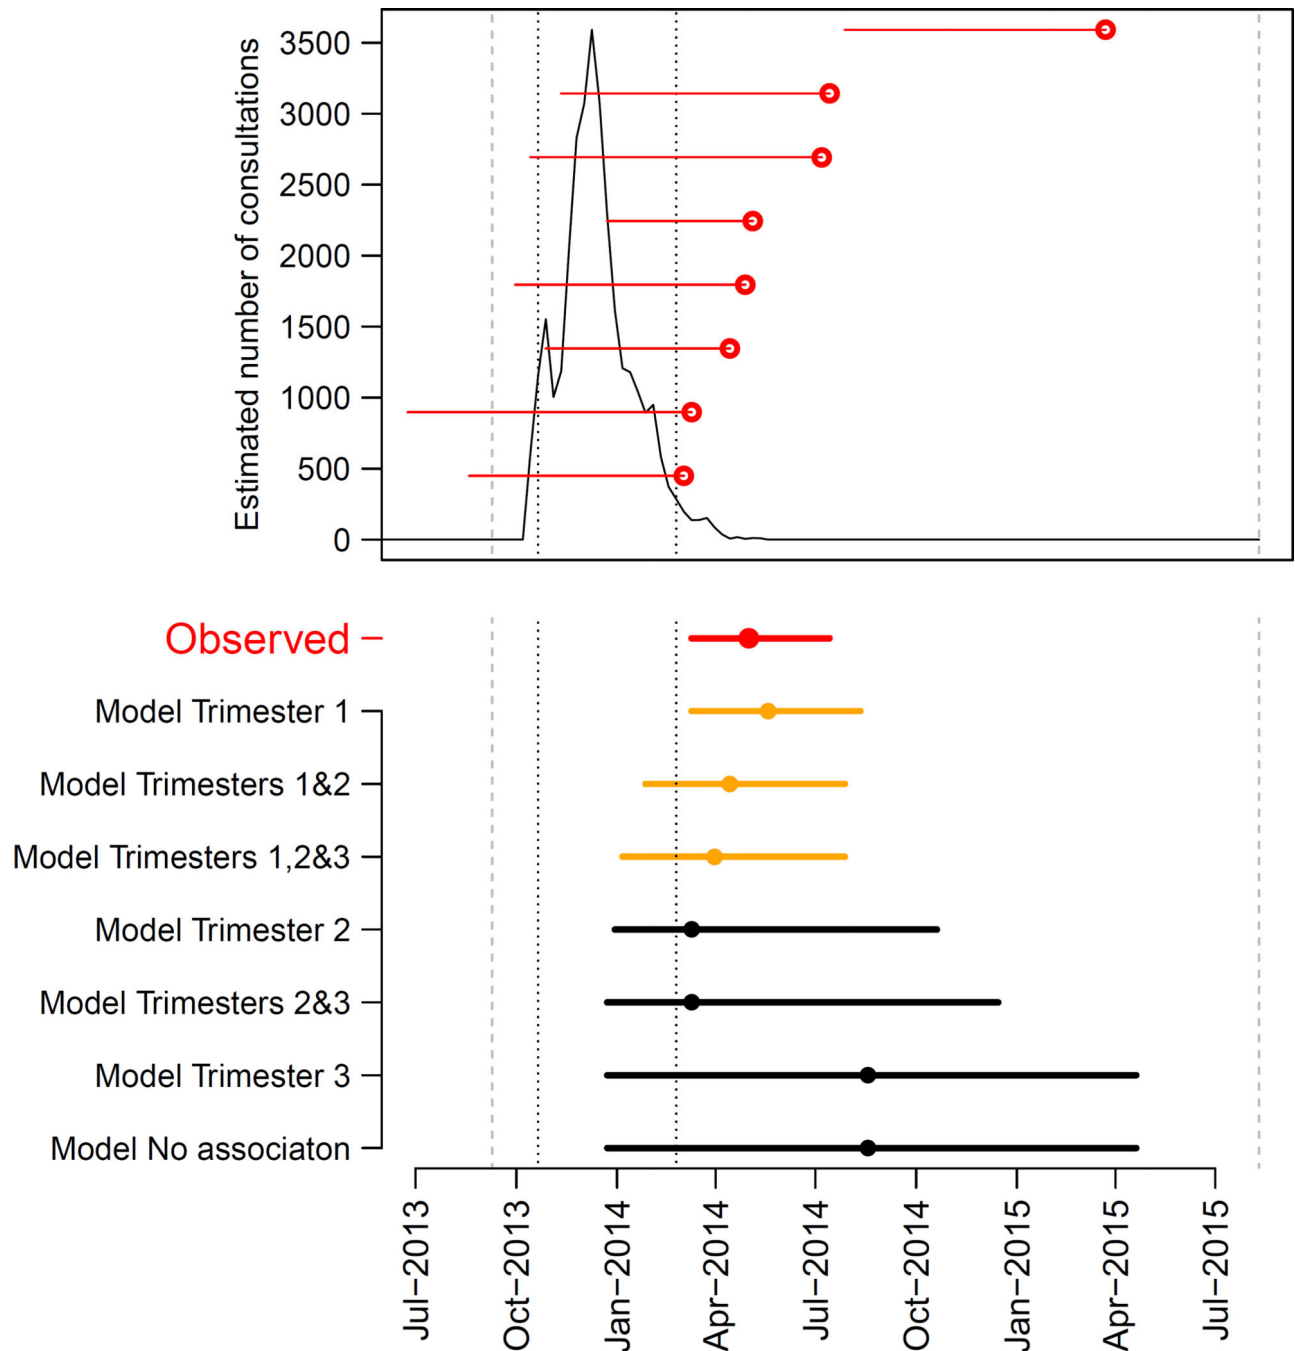 Estimated number of consultations
3500
3000
2500
2000
1500
1000
500
0
Observed
Model Trimester 1
Model Trimesters 1&2
Model Trimesters 1,2&3
Model Trimester 2
Model Trimesters 2&3
Model Trimester 3
Model No associaton
Jul−2013
Oct−2013
Jan−2014
Apr−2014
Jul−2014
Oct−2014
Jan−2015
Apr−2015
Jul−2015